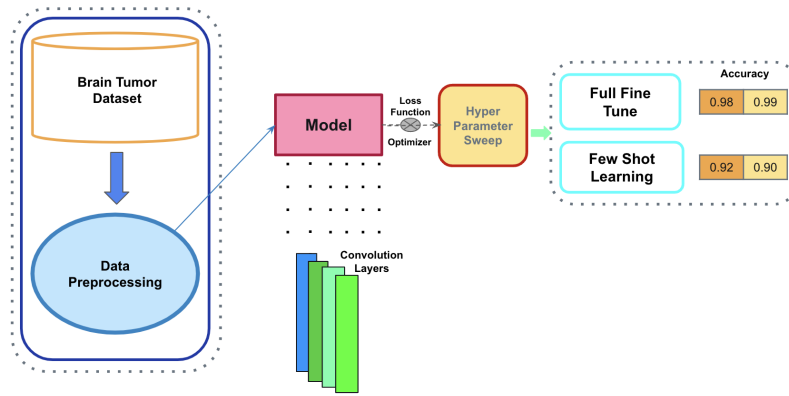 Brain Tumor
Dataset
Data
Preprocessing
Model
Loss
Function
Optimizer
Hyper
Parameter
Sweep
Convolution
Layers
Accuracy
Full Fine
Tune
0.98 0.99
Few Shot
Learning
0.92 0.90